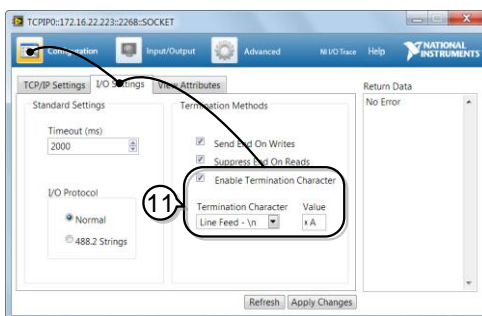 TCPIP0::172.16.22.223::2268::SOCKET
Configuration Input/Output Advanced NI I/O Trace Help NATIONAL INSTRUMENTS
TCP/IP Settings I/O Settings View Attributes
Return Data
Standard Settings
Termination Methods
No Error
Timeout (ms)
2000
Send End On Writes
Suppress End On Reads
Enable Termination Character
I/O Protocol
11
Termination Character Value
Normal
Line Feed - \n
xA
488.2 Strings
Refresh Apply Changes